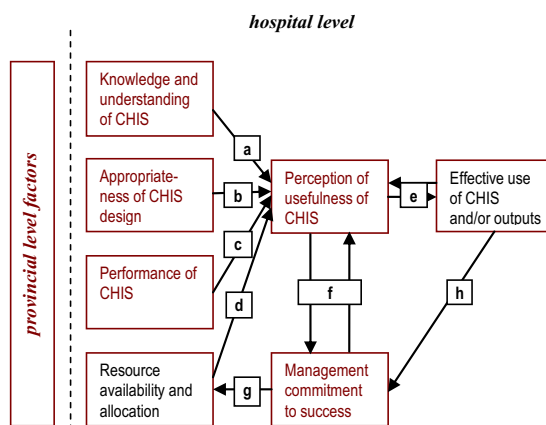 hospital level
provincial level factors
Knowledge and
understanding
of CHIS
a
Appropriate-
ness of CHIS
design
b
Perception of
usefulness of
CHIS
e
Effective use
of CHIS
and/or outputs
c
Performance of
CHIS
d
f
h
Resource
availability and
allocation
g
Management
commitment
to success